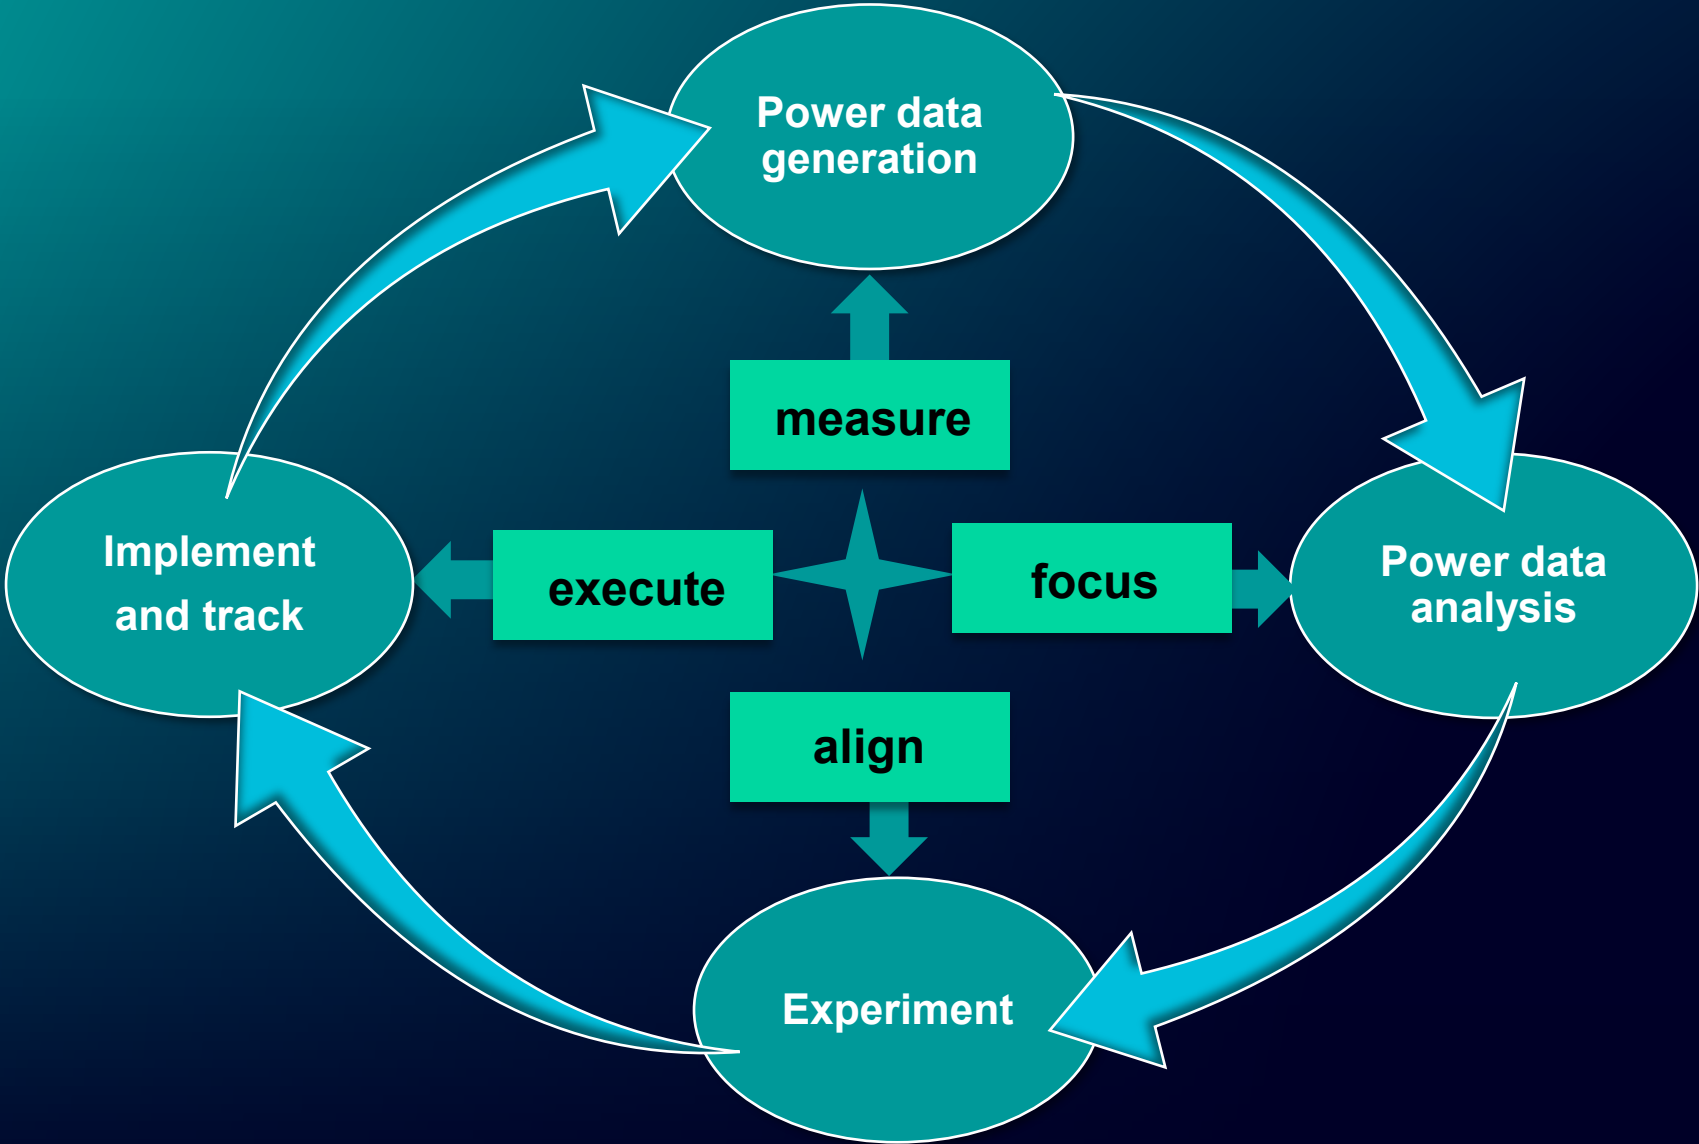 Power data
generation
measure
Implement
and track
execute
focus
Power data
analysis
align
Experiment